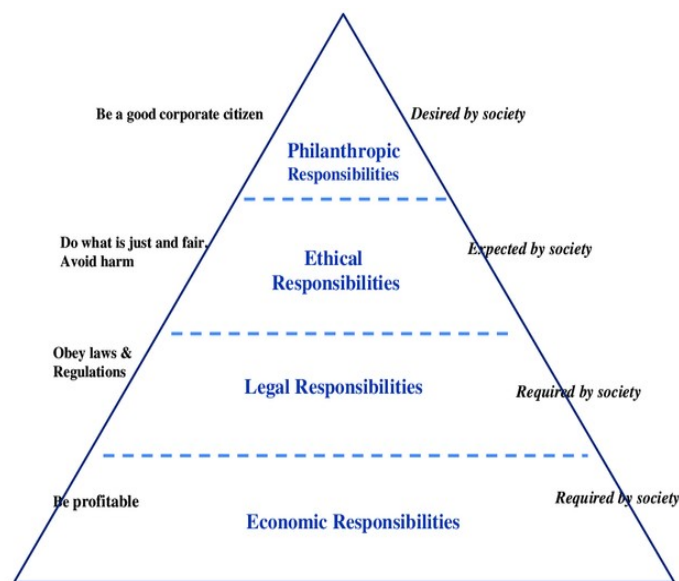 Be a good corporate citizen
Desired by society
Philanthropic
Responsibilities
Do what is just and fair,
Avoid harm
Expected by society
Ethical
Responsibilities
Obey laws &
Regulations
Legal Responsibilities
Required by society
Be profitable
Required by society
Economic Responsibilities